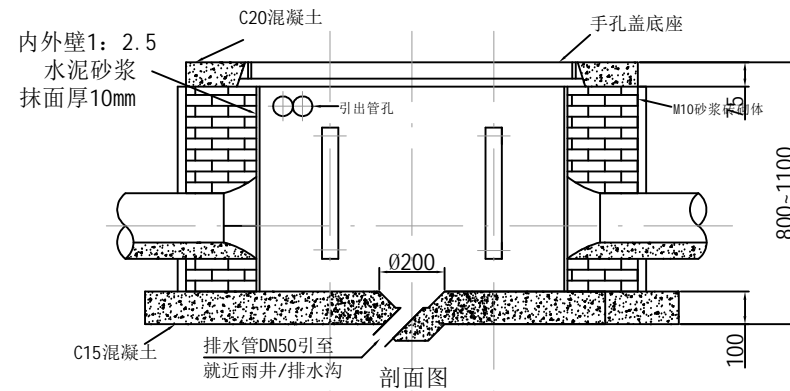 C20混凝土
手孔盖底座
内外壁1: 2.5
水泥砂浆
抹面厚10mm
引出管孔
75
M10砂浆砖砌体
800~1100
Ø200
100
C15混凝土
排水管DN50引至
就近雨井/排水沟
剖面图